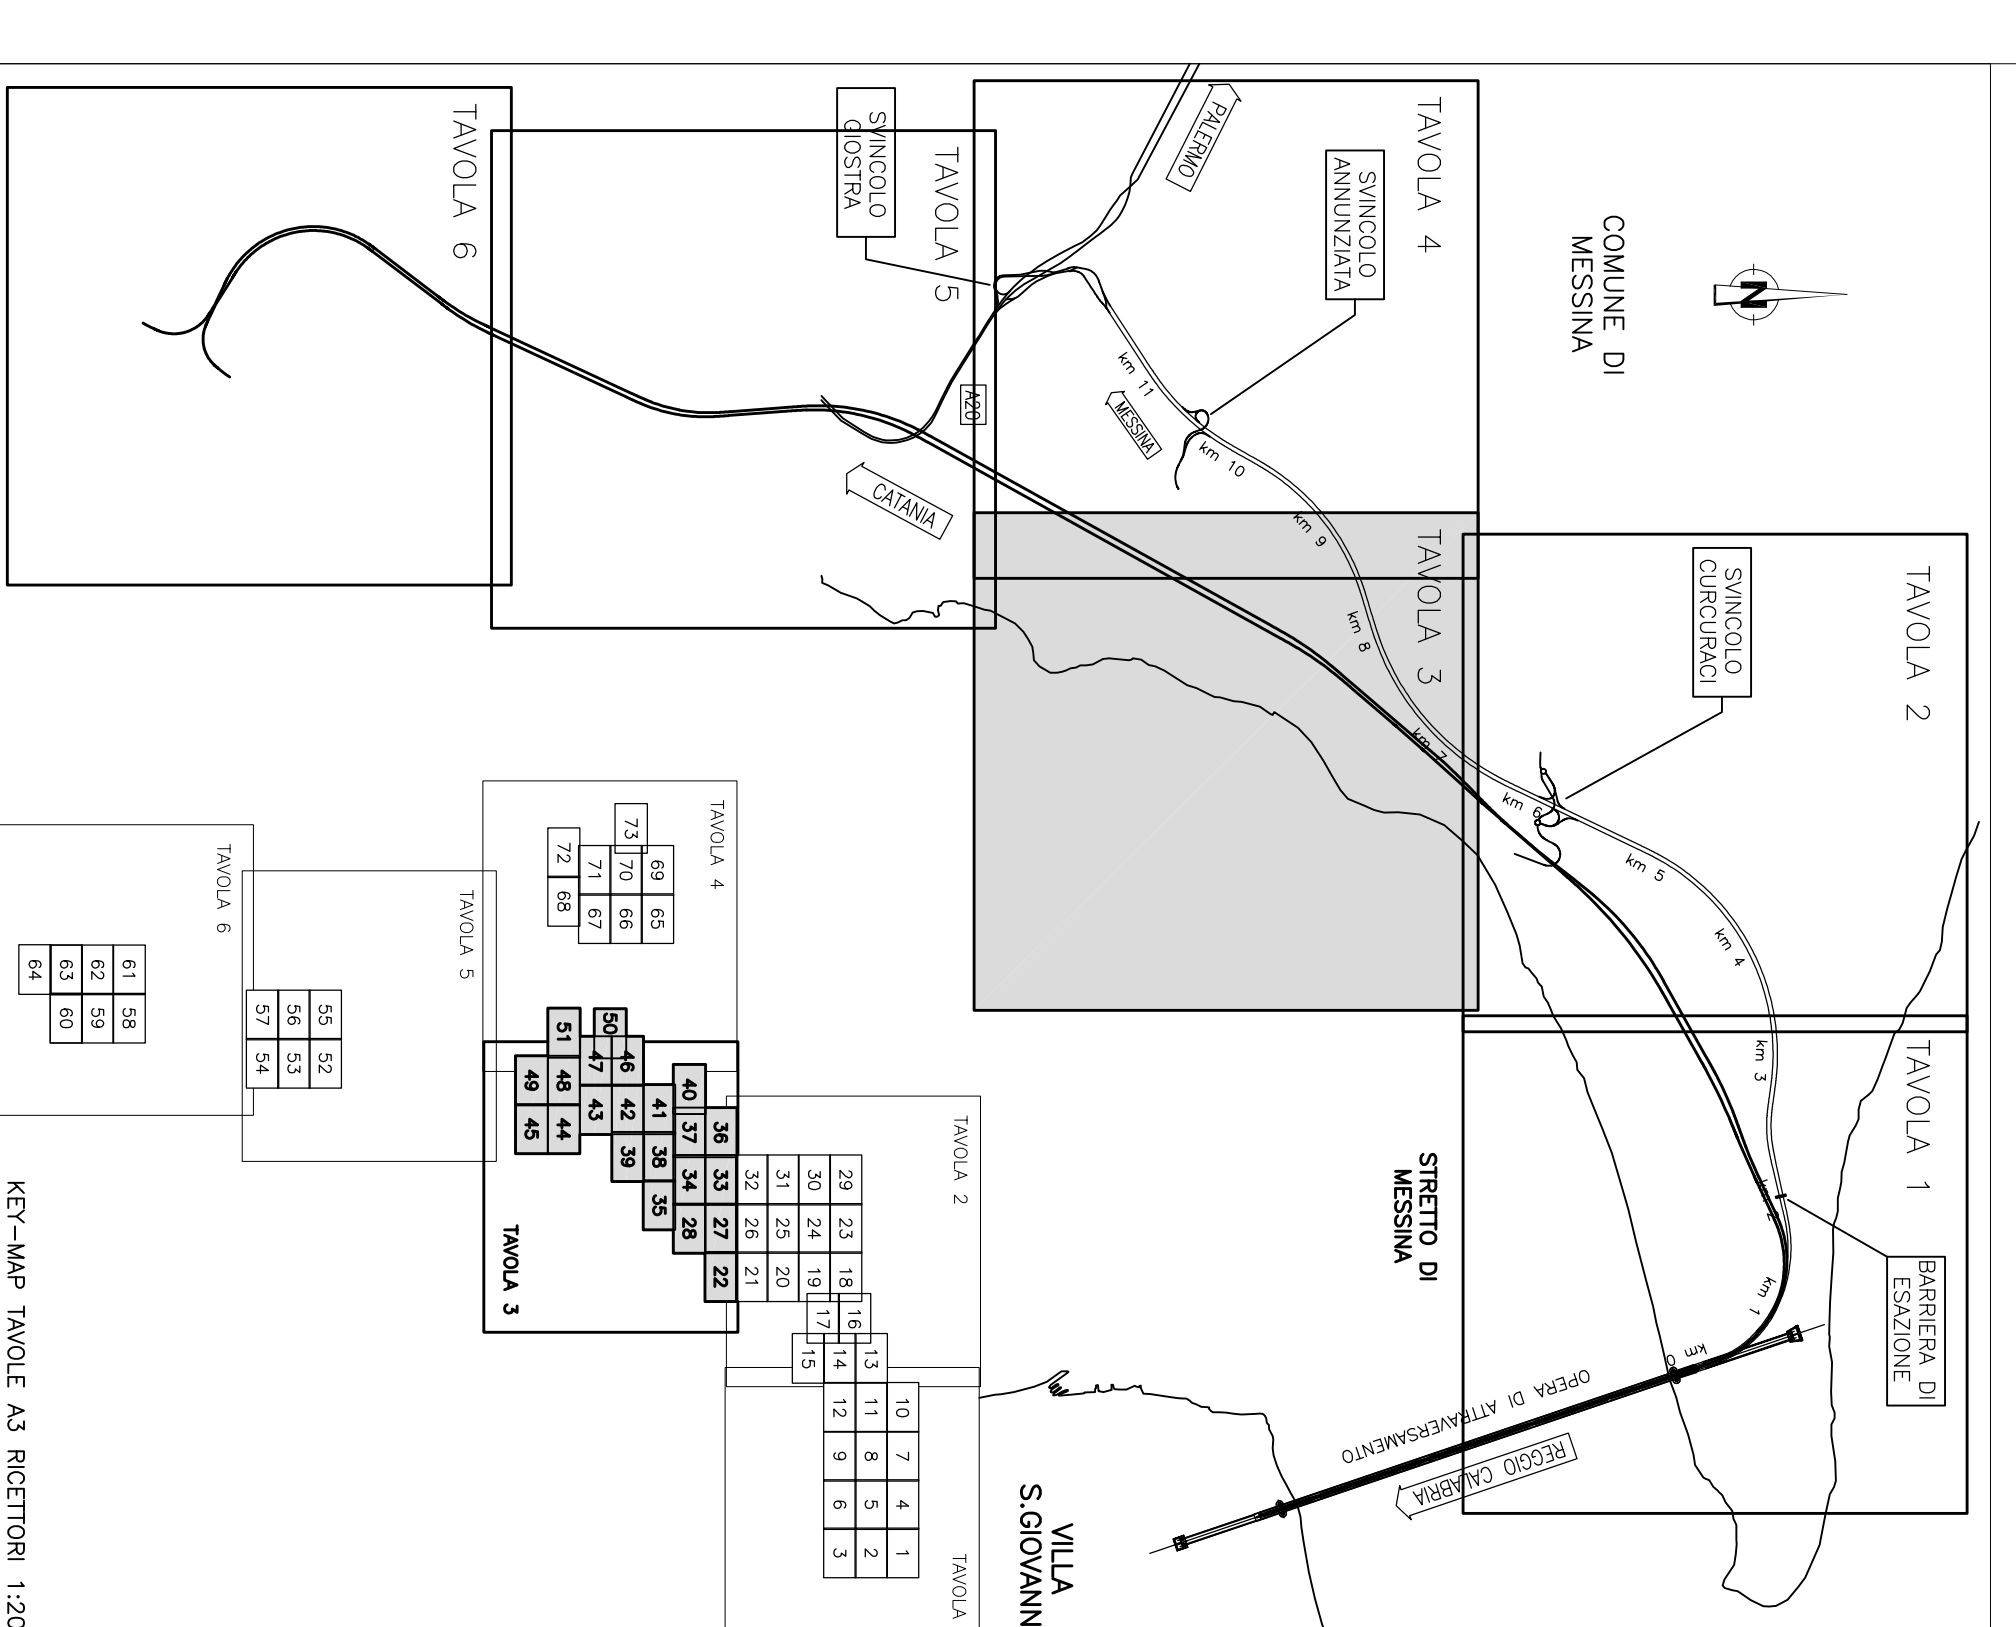 COMUNE DI
MESSINA
N
TAVOLA 6
SVINCOLO
GIOSTRA
TAVOLA 5
PALERMO
TAVOLA 4
SVINCOLO
ANNUNZIATA
A20
CATANIA
MESSINA
km 11
km 10
km 9
TAVOLA 3
km 8
km 7
TAVOLA 2
SVINCOLO
CURCURACI
km 6
km 5
km 4
km 3
TAVOLA 1
km 2
km 1
km 0
BARRIERA DI
ESAZIONE
STRETTO DI
MESSINA
OPERA DI ATTRAVERSAMENTO
REGGIO CALABRIA
VILLA
S.GIOVANN
TAVOLA 4
73
69
70
71
72
65
66
67
68
TAVOLA 5
55
56
57
52
53
54
TAVOLA 6
61
62
63
64
58
59
60
TAVOLA 3
50
51
46
47
48
49
40
41
42
43
44
45
36
37
38
39
33
34
35
27
28
22
TAVOLA 2
29
30
31
32
23
24
25
26
18
19
20
21
16
17
13
14
15
TAVOLA
10
11
12
7
8
9
4
5
6
1
2
3
KEY-MAP TAVOLE A3 RICETTORI 1:20